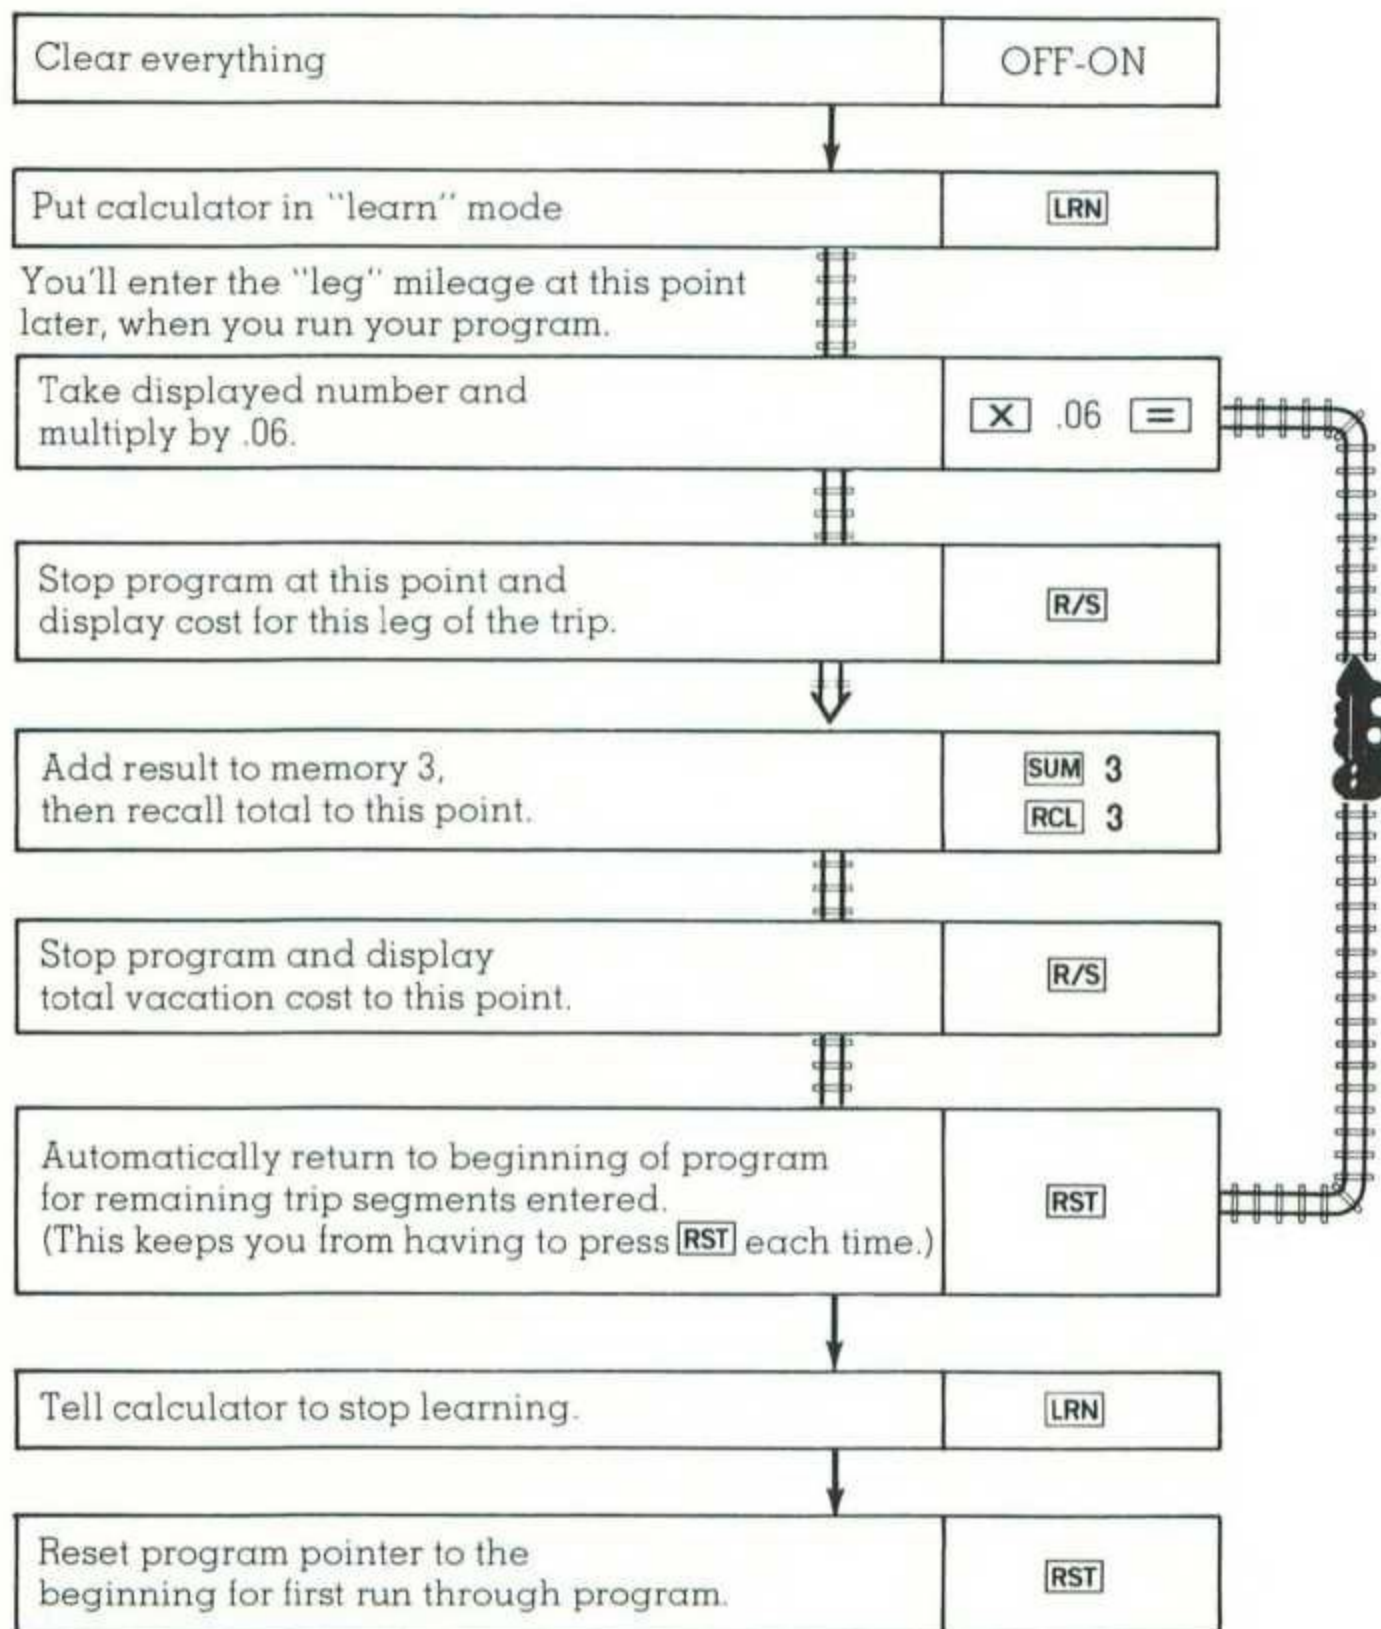 Clear everything
OFF-ON
Put calculator in "learn" mode
LRN
You'll enter the "leg" mileage at this point
later, when you run your program.
Take displayed number and
multiply by .06.
X .06 =
Stop program at this point and
display cost for this leg of the trip.
R/S
Add result to memory 3,
then recall total to this point.
SUM 3
RCL 3
Stop program and display
total vacation cost to this point.
R/S
Automatically return to beginning of program
for remaining trip segments entered.
(This keeps you from having to press RST each time.)
RST
Tell calculator to stop learning.
LRN
Reset program pointer to the
beginning for first run through program.
RST